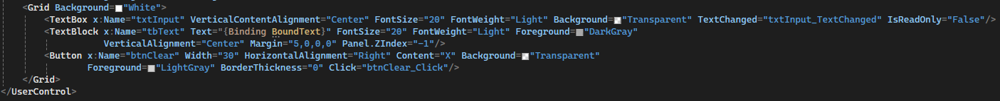 <Grid Background="White">
<TextBox x:Name="txtInput" VerticalContentAlignment="Center" FontSize="20" FontWeight="Light" Background="Transparent" TextChanged="txtInput_TextChanged" IsReadOnly="False"/>
<TextBlock x:Name="tbText" Text="{Binding BoundText}" FontSize="20" FontWeight="Light" Foreground="DarkGray"
VerticalAlignment="Center" Margin="5,0,0,0" Panel.ZIndex="-1"/>
<Button x:Name="btnClear" Width="30" HorizontalAlignment="Right" Content="X" Background="Transparent"
Foreground="LightGray" BorderThickness="0" Click="btnClear_Click"/>
</Grid>
</UserControl>